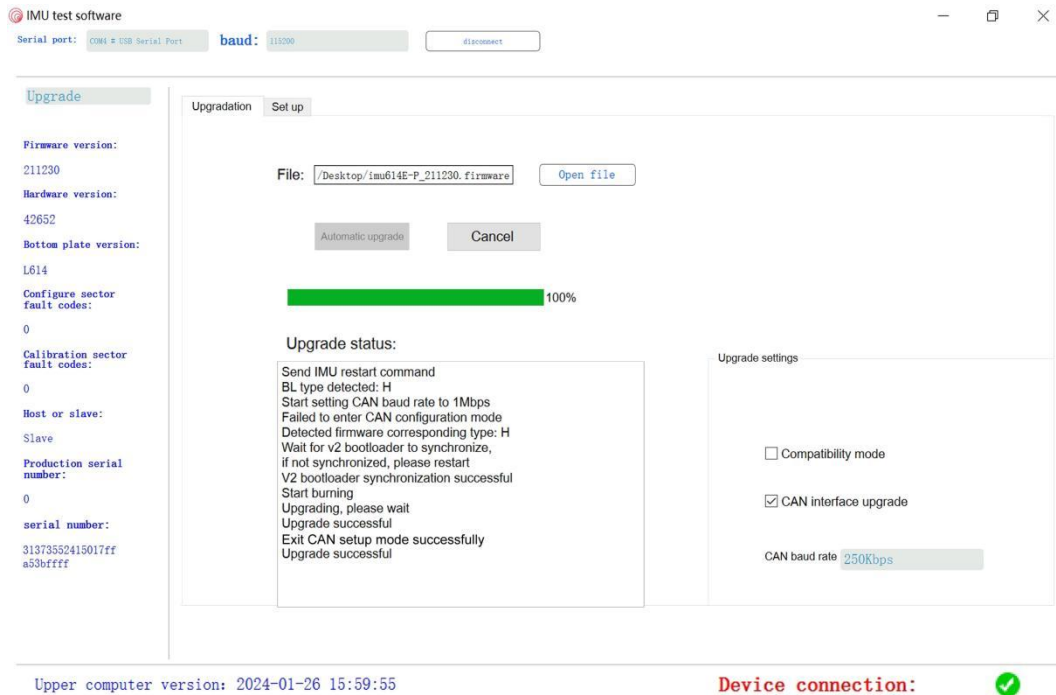 IMU test software
Serial port: COM4 # USB Serial Port baud: 115200 disconnect
Upgrade
Firmware version:
211230
Hardware version:
42652
Bottom plate version:
L614
Configure sector
fault codes:
0
Calibration sector
fault codes:
0
Host or slave:
Slave
Production serial
number:
0
serial number:
31373552415017ff
a53bffff
Upgradation Set up
File: /Desktop/imu614E-P_211230.firmware Open file
Automatic upgrade Cancel
100%
Upgrade status:
Send IMU restart command
BL type detected: H
Start setting CAN baud rate to 1Mbps
Failed to enter CAN configuration mode
Detected firmware corresponding type: H
Wait for v2 bootloader to synchronize,
if not synchronized, please restart
V2 bootloader synchronization successful
Start burning
Upgrading, please wait
Upgrade successful
Exit CAN setup mode successfully
Upgrade successful
Upgrade settings
Compatibility mode
CAN interface upgrade
CAN baud rate 250Kbps
Upper computer version: 2024-01-26 15:59:55
Device connection: